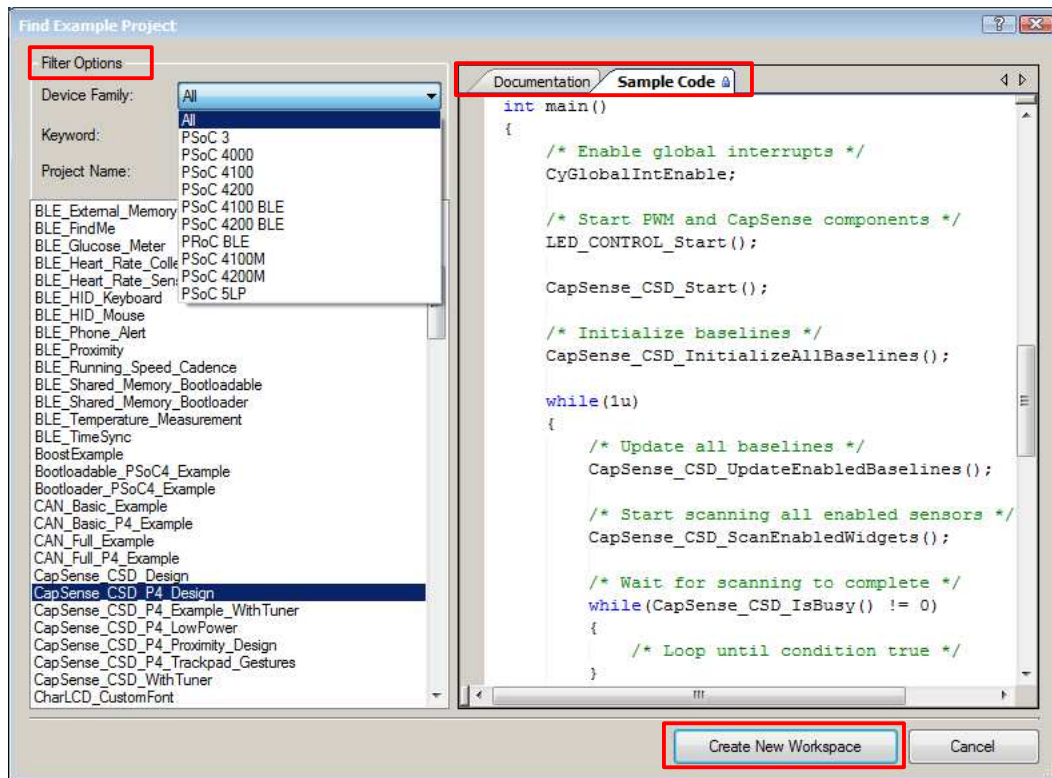 Find Example Project
Filter Options
Device Family:
All
Keyword:
Project Name:
All
PSoC 3
PSoC 4000
PSoC 4100
PSoC 4200
PSoC 4100 BLE
PSoC 4200 BLE
PRoC BLE
PSoC 4100M
PSoC 4200M
PSoC 5LP
BLE_External_Memory
BLE_FindMe
BLE_Glucose_Meter
BLE_Heart_Rate_Colle
BLE_Heart_Rate_Sen
BLE_HID_Keyboard
BLE_HID_Mouse
BLE_Phone_Alert
BLE_Proximity
BLE_Running_Speed_Cadence
BLE_Shared_Memory_Bootloadable
BLE_Shared_Memory_Bootloader
BLE_Temperature_Measurement
BLE_TimeSync
BoostExample
Bootloadable_PSoC4_Example
Bootloader_PSoC4_Example
CAN_Basic_Example
CAN_Basic_P4_Example
CAN_Full_Example
CAN_Full_P4_Example
CapSense_CSD_Design
CapSense_CSD_P4_Design
CapSense_CSD_P4_Example_WithTuner
CapSense_CSD_P4_LowPower
CapSense_CSD_P4_Proximity_Design
CapSense_CSD_P4_Trackpad_Gestures
CapSense_CSD_WithTuner
CharLCD_CustomFont
Documentation Sample Code
int main()
{
/* Enable global interrupts */
CyGlobalIntEnable;
/* Start PWM and CapSense components */
LED_CONTROL_Start();
CapSense_CSD_Start();
/* Initialize baselines */
CapSense_CSD_InitializeAllBaselines();
while(1u)
{
/* Update all baselines */
CapSense_CSD_UpdateEnabledBaselines();
/* Start scanning all enabled sensors */
CapSense_CSD_ScanEnabledWidgets();
/* Wait for scanning to complete */
while(CapSense_CSD_IsBusy() != 0)
{
/* Loop until condition true */
}
Create New Workspace
Cancel